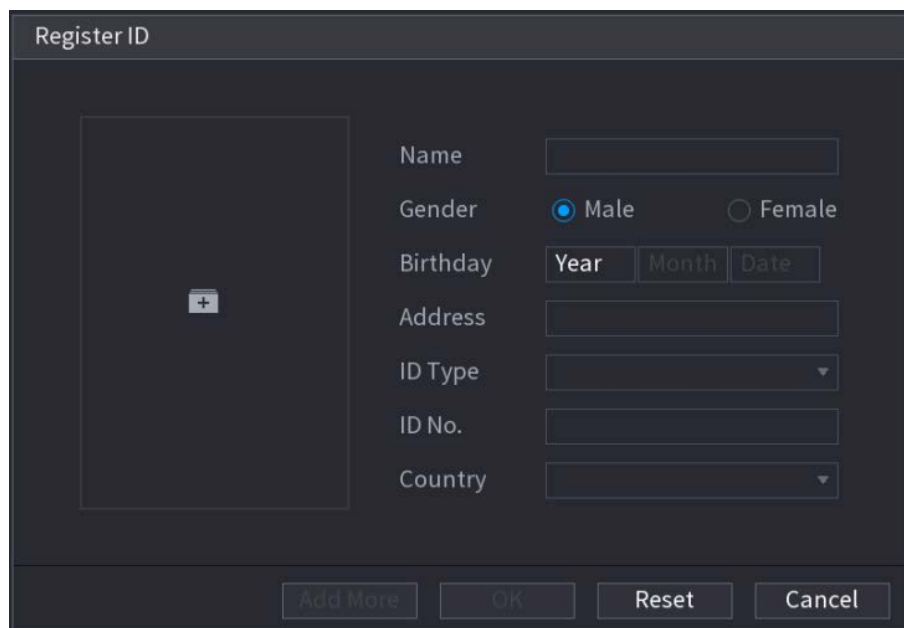 Register ID
Name
Gender Male Female
Birthday Year Month Date
Address
ID Type
ID No.
Country
Add More OK Reset Cancel